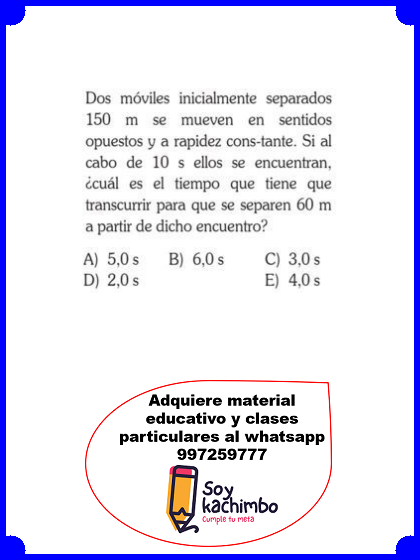 Dos móviles inicialmente separados
150 m se mueven en sentidos
opuestos y a rapidez cons-tante. Si al
cabo de 10 s ellos se encuentran,
¿cuál es el tiempo que tiene que
transcurrir para que se separen 60 m
a partir de dicho encuentro?
A) 5,0 s B) 6,0 s C) 3,0 s
D) 2,0 s E) 4,0 s
Adquiere material
educativo y clases
particulares al whatsapp
997259777
Soy
kachimbo
Cumple tu meta